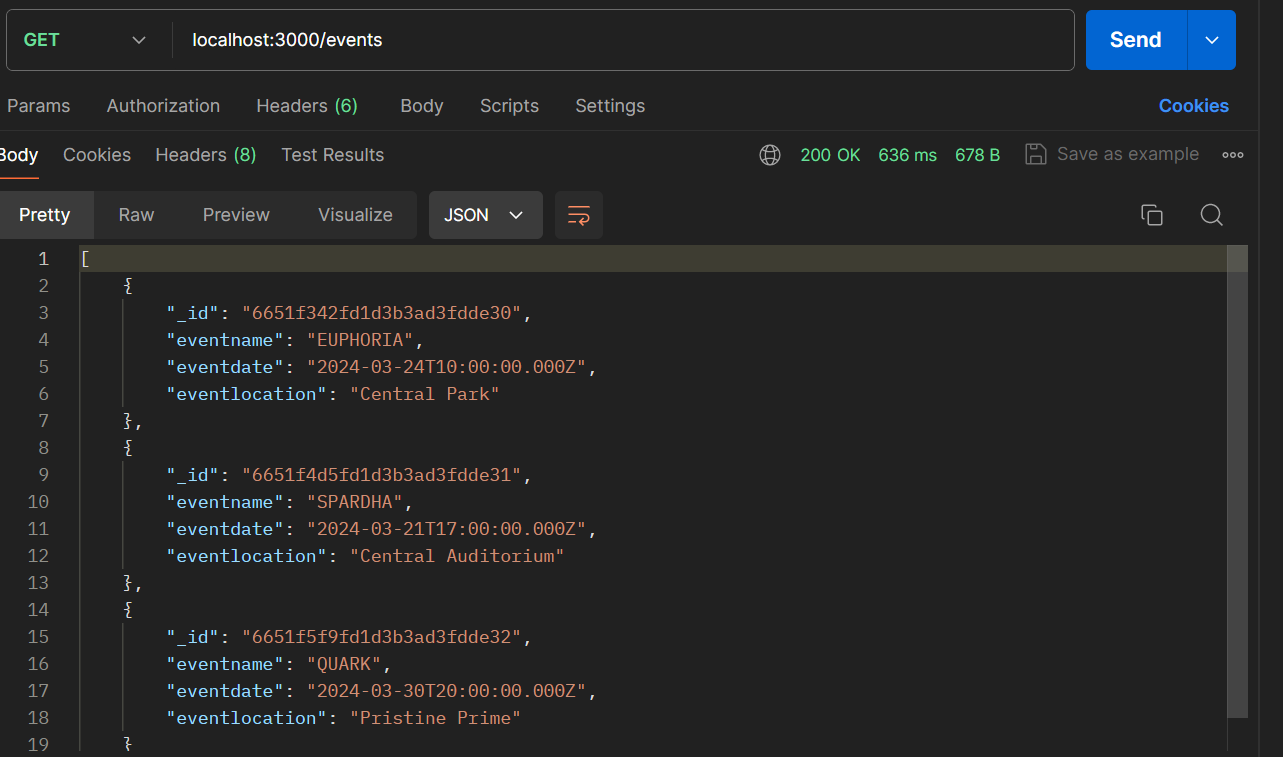 GET localhost:3000/events Send
Params Authorization Headers (6) Body Scripts Settings Cookies
Body Cookies Headers (8) Test Results 200 OK 636 ms 678 B Save as example
Pretty Raw Preview Visualize JSON
1 [
2 {
3 "_id": "6651f342fd1d3b3ad3fdde30",
4 "eventname": "EUPHORIA",
5 "eventdate": "2024-03-24T10:00:00.000Z",
6 "eventlocation": "Central Park"
7 },
8 {
9 "_id": "6651f4d5fd1d3b3ad3fdde31",
10 "eventname": "SPARDHA",
11 "eventdate": "2024-03-21T17:00:00.000Z",
12 "eventlocation": "Central Auditorium"
13 },
14 {
15 "_id": "6651f5f9fd1d3b3ad3fdde32",
16 "eventname": "QUARK",
17 "eventdate": "2024-03-30T20:00:00.000Z",
18 "eventlocation": "Pristine Prime"
19 }